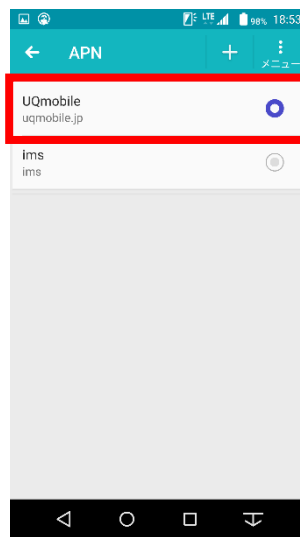 LTE 98% 18:53
APN
メニュー
UQmobile
uqmobile.jp
ims
ims